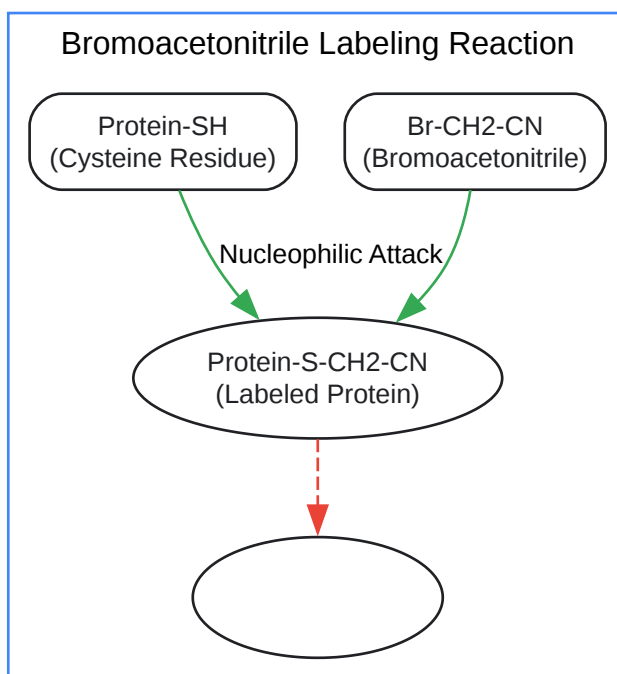 Bromoacetonitrile Labeling Reaction
Protein-SH
(Cysteine Residue)
Br-CH2-CN
(Bromoacetonitrile)
Nucleophilic Attack
Protein-S-CH2-CN
(Labeled Protein)